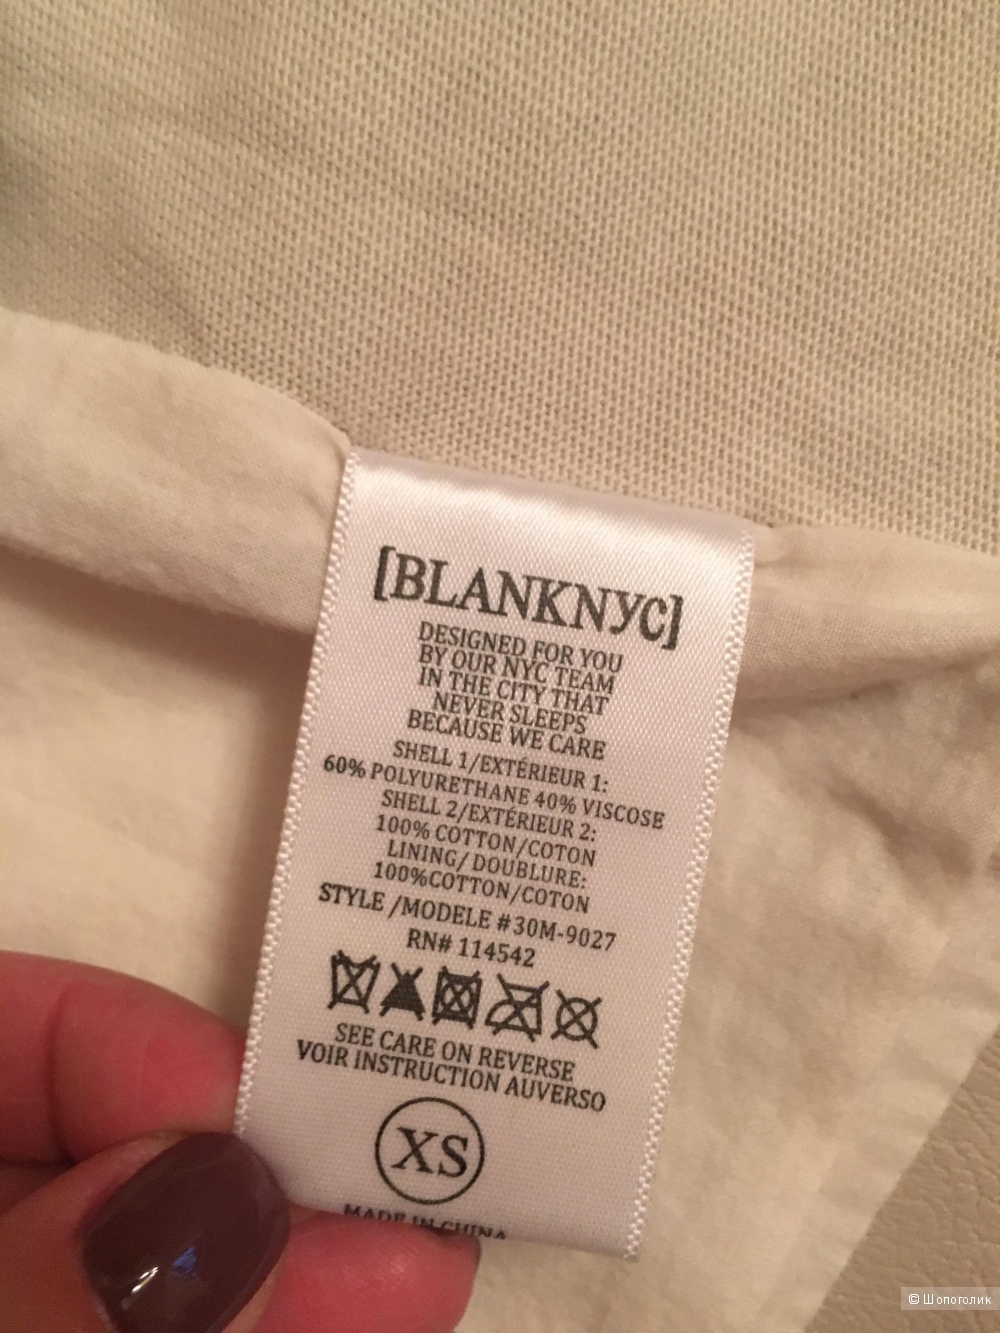 [BLANKNYC]
DESIGNED FOR YOU
BY OUR NYC TEAM
IN THE CITY THAT
NEVER SLEEPS
BECAUSE WE CARE
SHELL 1/EXTÉRIEUR 1:
60% POLYURETHANE 40% VISCOSE
SHELL 2/EXTÉRIEUR 2:
100% COTTON/COTON
LINING/ DOUBLURE:
100%COTTON/COTON
STYLE /MODELE #30M-9027
RN# 114542
SEE CARE ON REVERSE
VOIR INSTRUCTION AUVERSO
XS
MADE IN CHINA
© Шопоголик